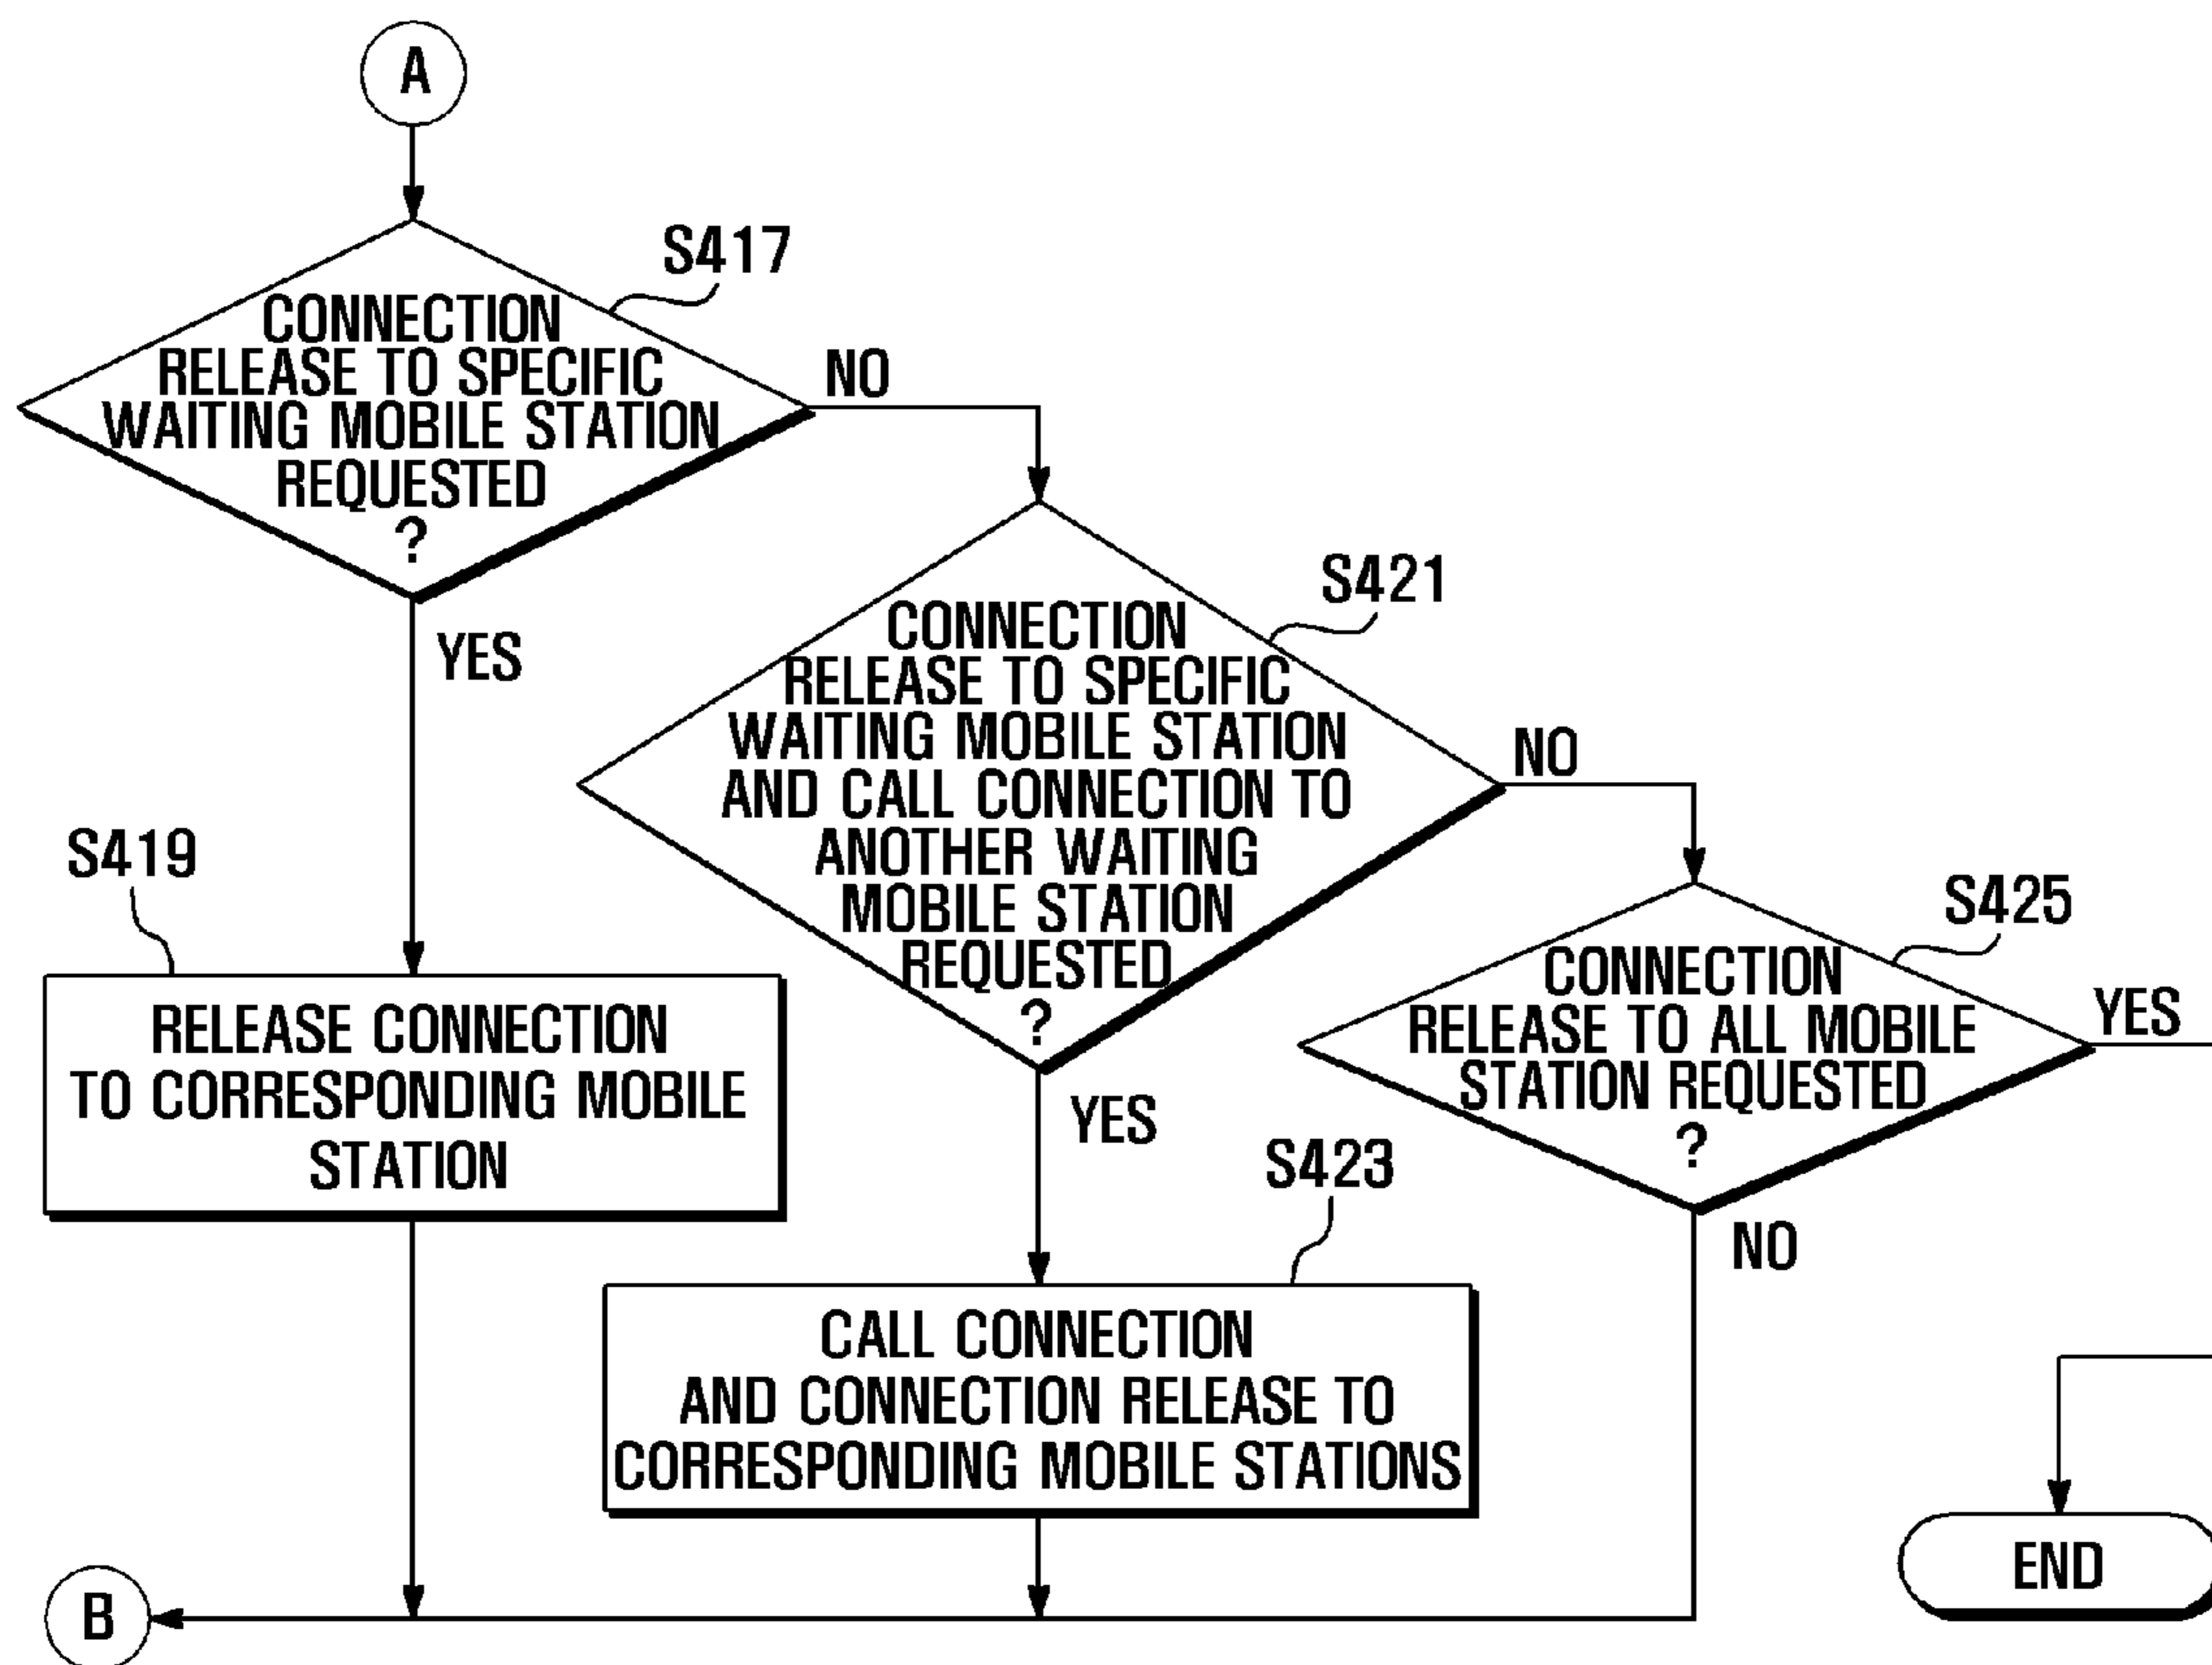 A
S417
CONNECTION
RELEASE TO SPECIFIC
WAITING MOBILE STATION
REQUESTED
?
NO
YES
S421
CONNECTION
RELEASE TO SPECIFIC
WAITING MOBILE STATION
AND CALL CONNECTION TO
ANOTHER WAITING
MOBILE STATION
REQUESTED
?
NO
YES
S419
RELEASE CONNECTION
TO CORRESPONDING MOBILE
STATION
S425
CONNECTION
RELEASE TO ALL MOBILE
STATION REQUESTED
?
YES
NO
S423
CALL CONNECTION
AND CONNECTION RELEASE TO
CORRESPONDING MOBILE STATIONS
END
B